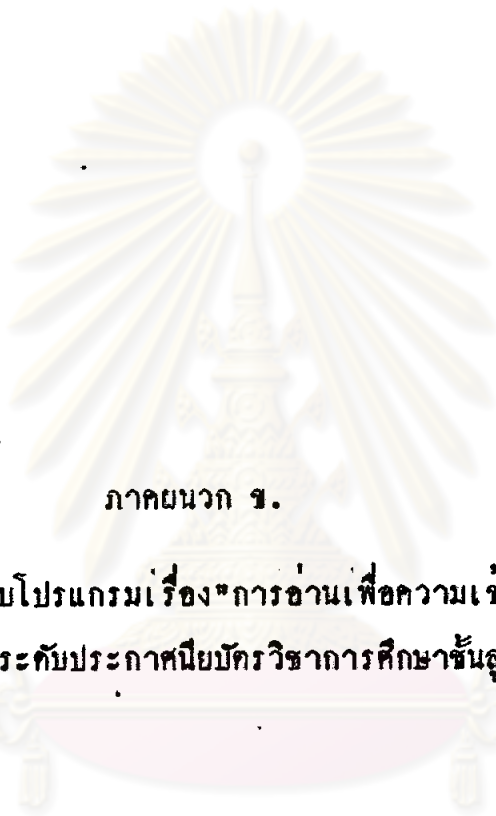 ภาคผนวก ข.
บโปรแกรมเรื่อง"การอ่านเพื่อความเข้
ระดับประกาศนียบัตรวิชาการศึกษาชั้นสู